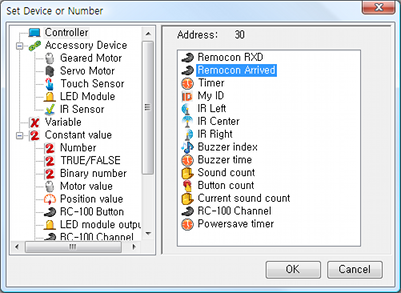 Set Device or Number
Controller
Accessory Device
Geared Motor
Servo Motor
Touch Sensor
LED Module
IR Sensor
Variable
Constant value
Number
TRUE/FALSE
Binary number
Motor value
Position value
RC-100 Button
LED module outpu
RC-100 Channel
Address: 30
Remocon RXD
Remocon Arrived
Timer
My ID
IR Left
IR Center
IR Right
Buzzer index
Buzzer time
Sound count
Button count
Current sound count
RC-100 Channel
Powersave timer
OK
Cancel